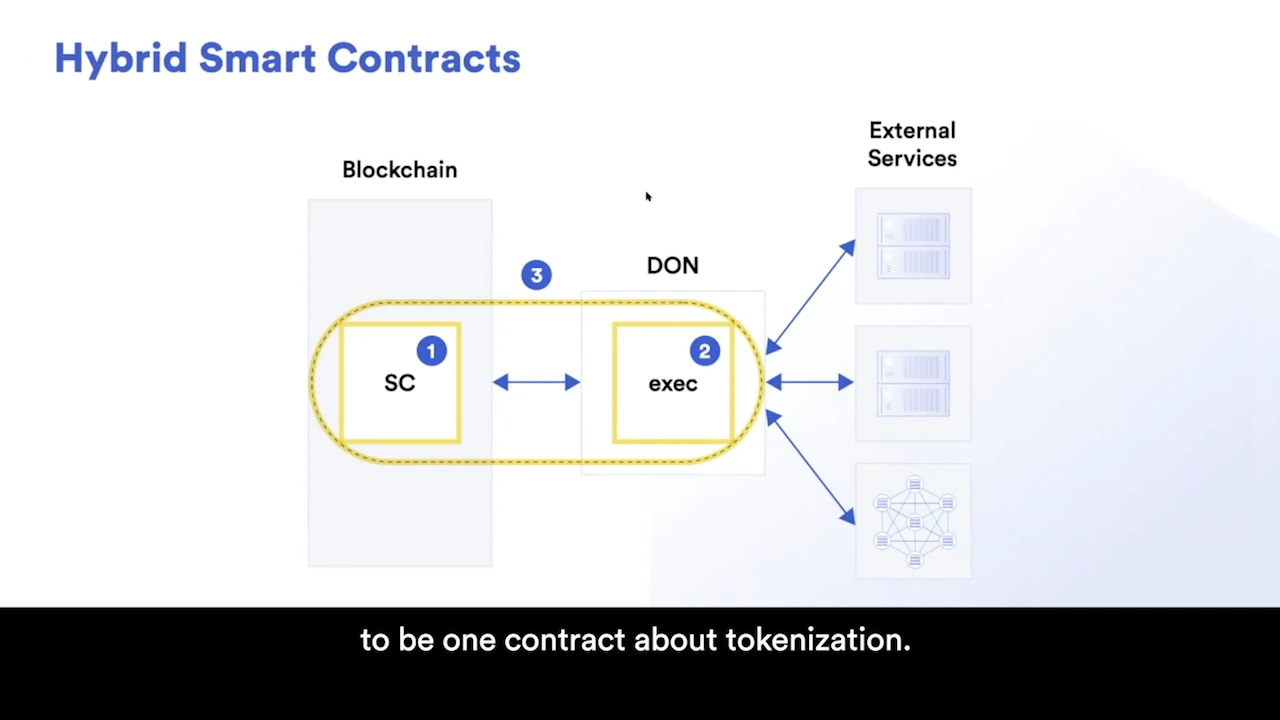 Hybrid Smart Contracts
External
Services
Blockchain
DON
3
1
SC
2
exec
to be one contract about tokenization.